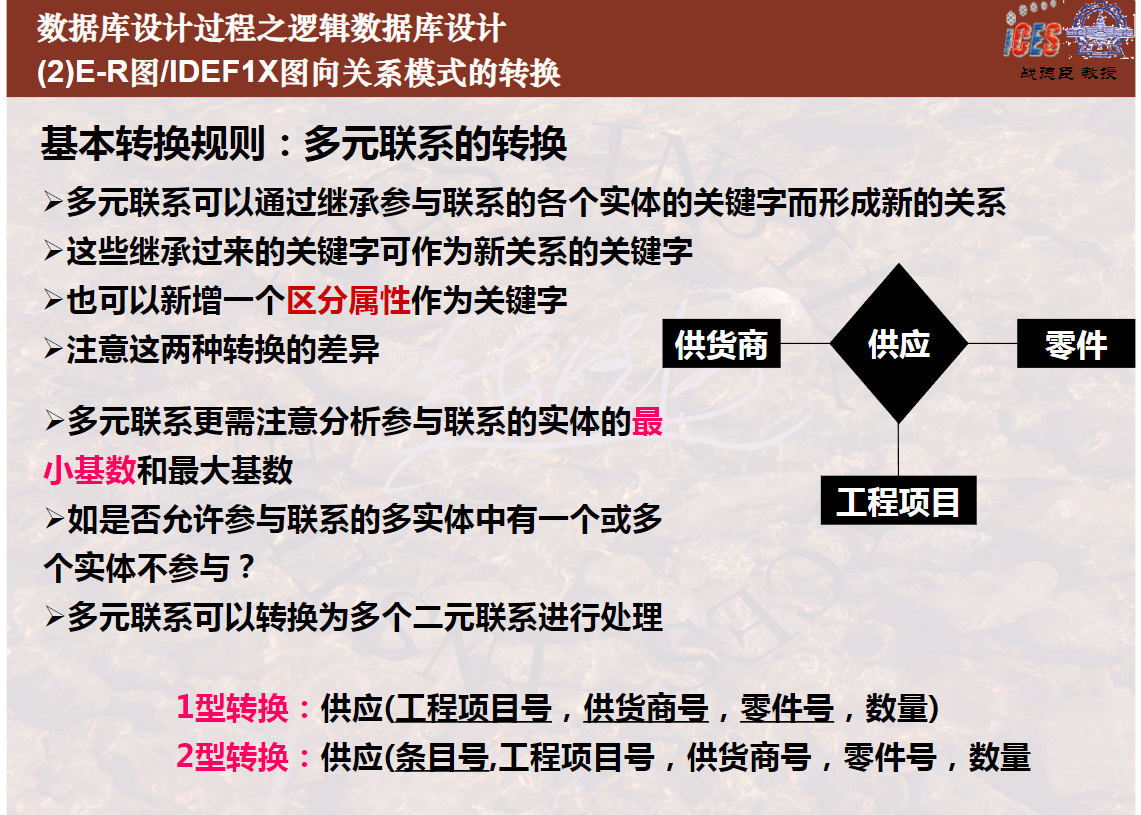 数据库设计过程之逻辑数据库设计
(2)E-R图/IDEF1X图向关系模式的转换
ICES
战德臣 教授
基本转换规则：多元联系的转换
➢多元联系可以通过继承参与联系的各个实体的关键字而形成新的关系
➢这些继承过来的关键字可作为新关系的关键字
➢也可以新增一个区分属性作为关键字
➢注意这两种转换的差异
供货商
供应
零件
工程项目
➢多元联系更需注意分析参与联系的实体的最
小基数和最大基数
➢如是否允许参与联系的多实体中有一个或多
个实体不参与？
➢多元联系可以转换为多个二元联系进行处理
1型转换：供应(工程项目号，供货商号，零件号，数量)
2型转换：供应(条目号,工程项目号，供货商号，零件号，数量